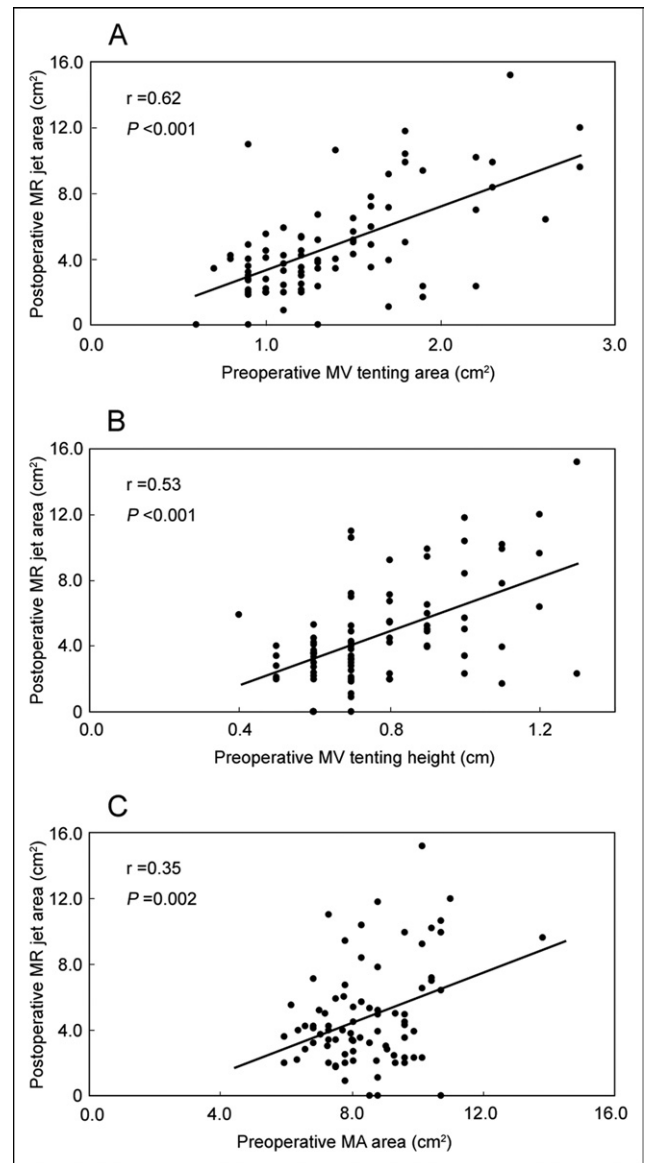 A
Postoperative MR jet area (cm²)
16.0
12.0
8.0
4.0
0
r =0.62
P <0.001
0.0 1.0 2.0 3.0
Preoperative MV tenting area (cm²)
B
Postoperative MR jet area (cm²)
16.0
12.0
8.0
4.0
0
r =0.53
P <0.001
0.0 0.4 0.8 1.2
Preoperative MV tenting height (cm)
C
Postoperative MR jet area (cm²)
16.0
12.0
8.0
4.0
0
r =0.35
P =0.002
0.0 4.0 8.0 12.0 16.0
Preoperative MA area (cm²)